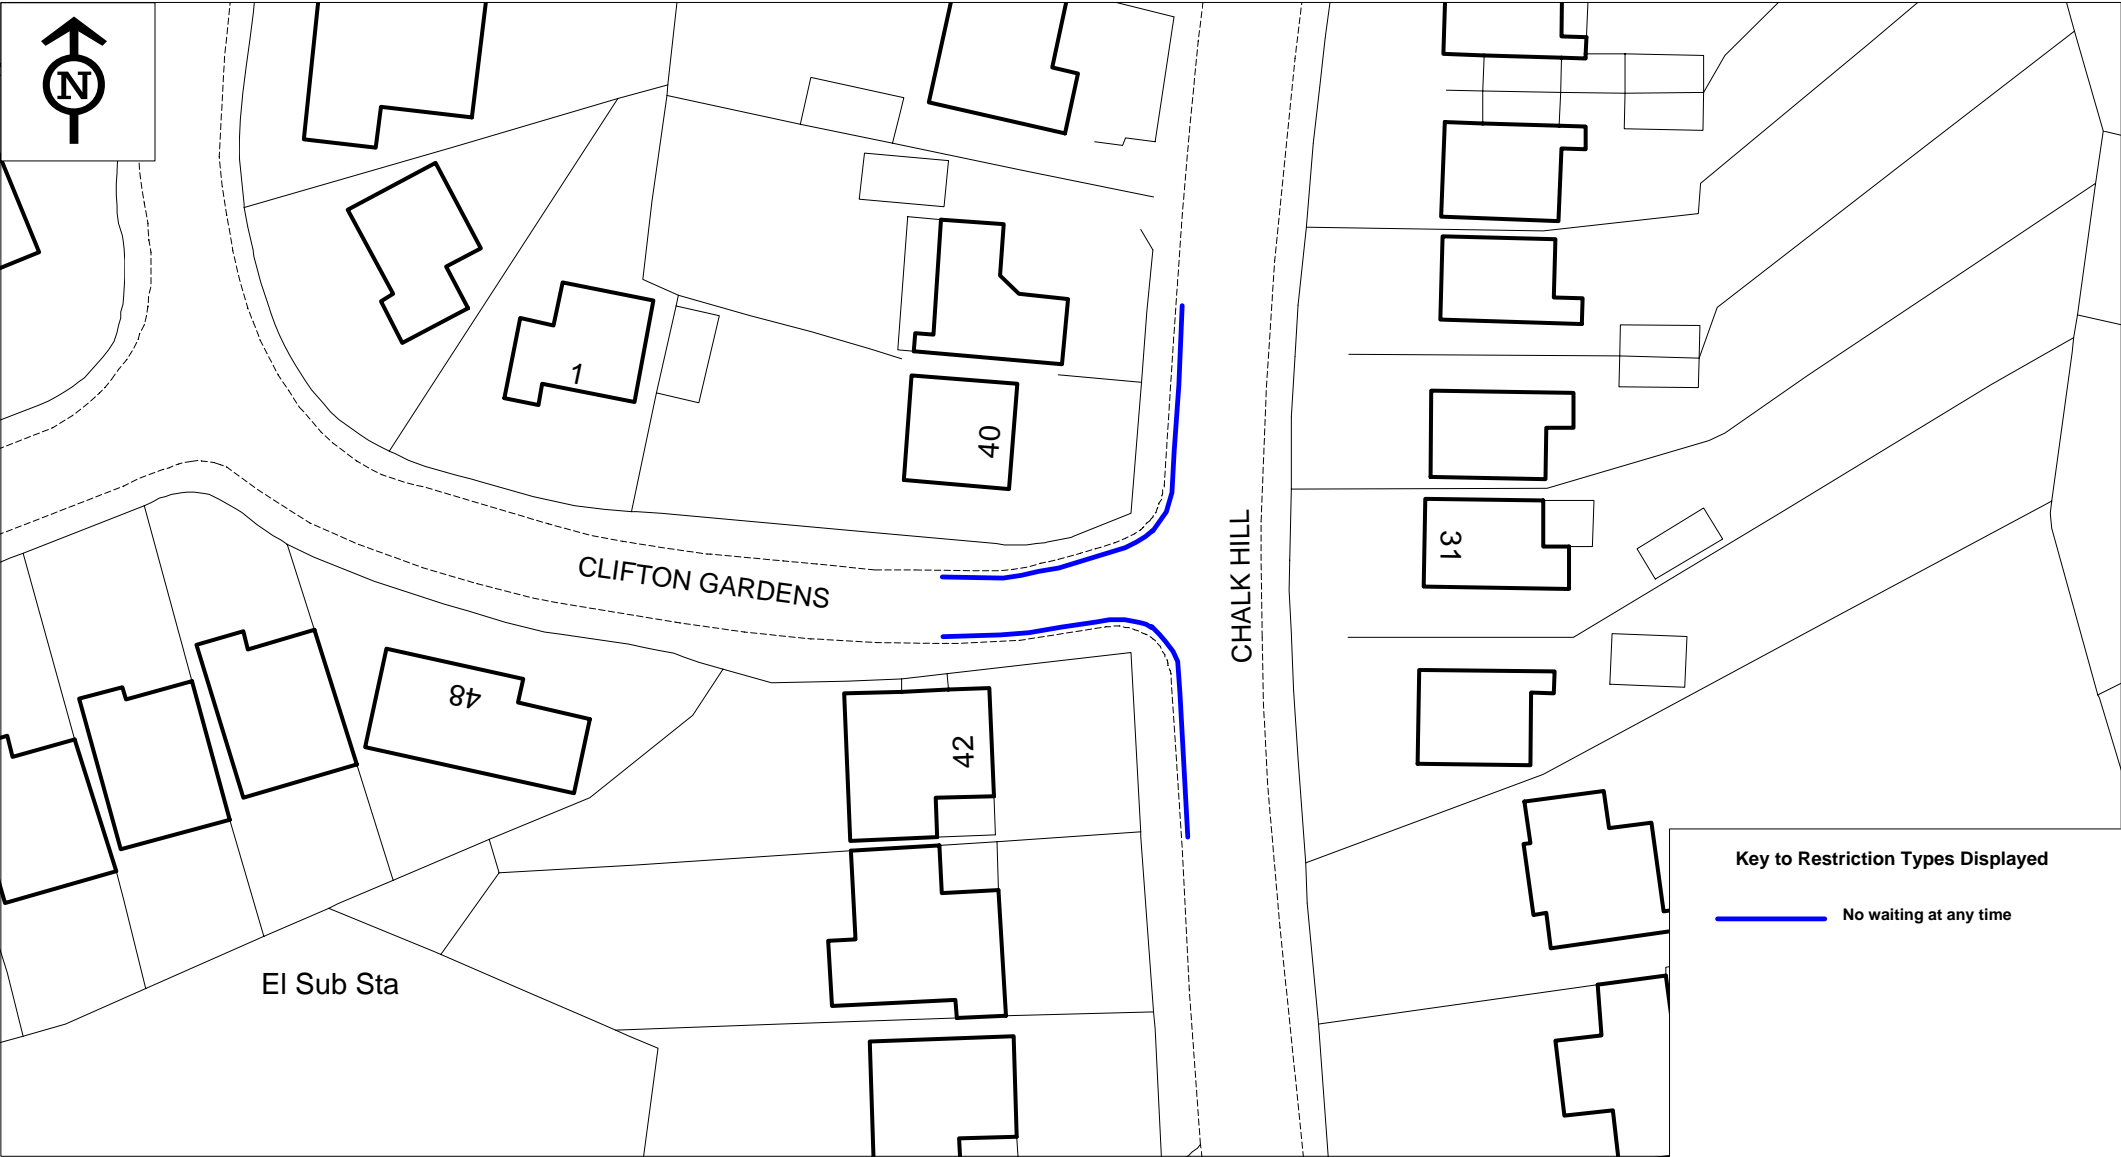 N
1
40
CLIFTON GARDENS
CHALK HILL
31
48
42
El Sub Sta
Key to Restriction Types Displayed
No waiting at any time